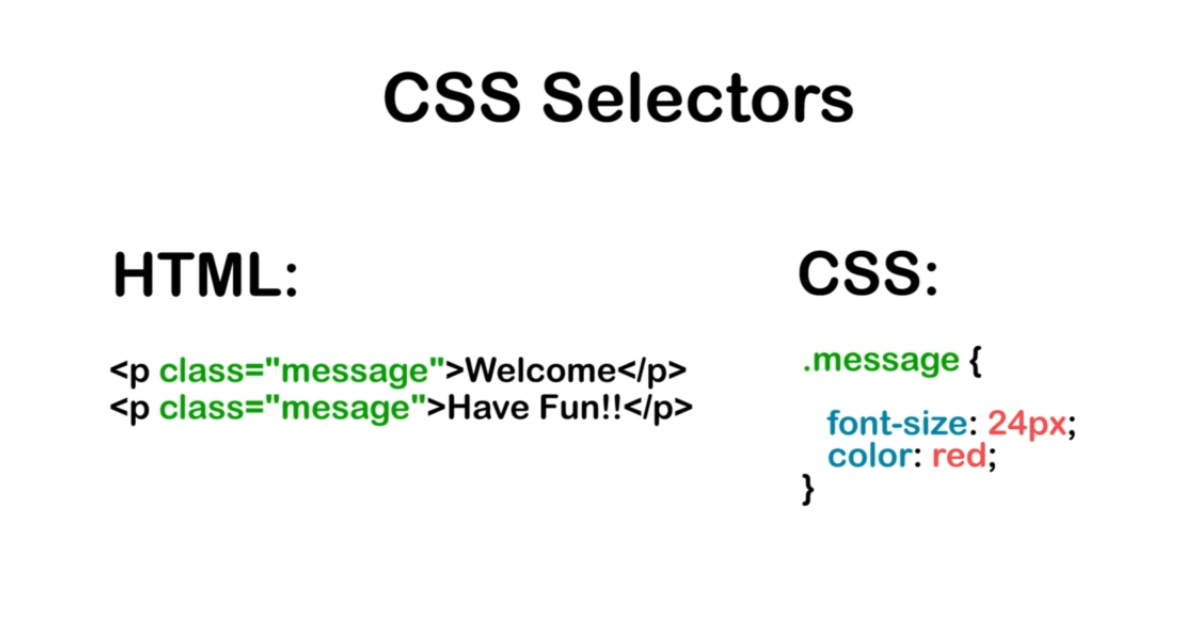 CSS Selectors
HTML:
<p class="message">Welcome</p>
<p class="mesage">Have Fun!!</p>
CSS:
.message {
font-size: 24px;
color: red;
}